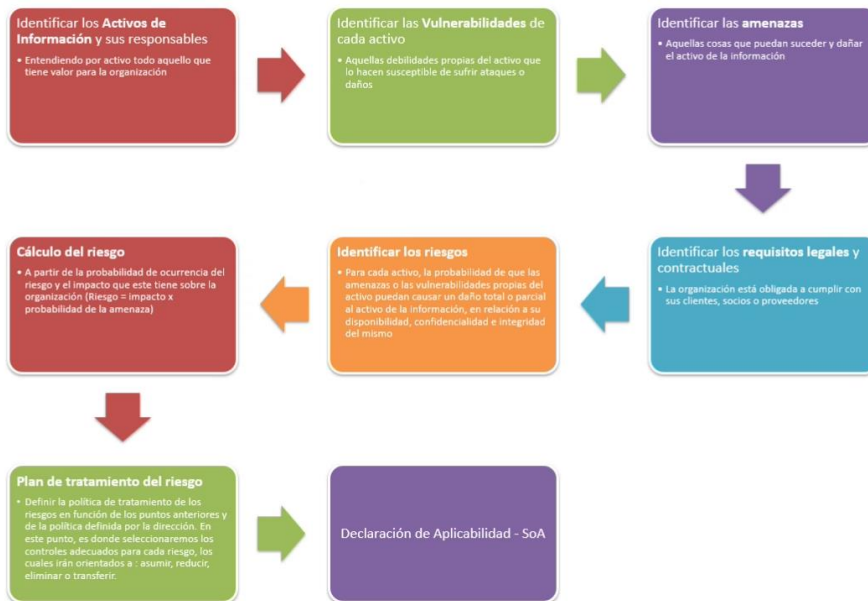 Identificar los Activos de
Información y sus responsables
• Entendiendo por activo todo aquello que
tiene valor para la organización
Identificar las Vulnerabilidades de
cada activo
• Aquellas debilidades propias del activo que
lo hacen susceptible de sufrir ataques o
daños
Identificar las amenazas
• Aquellas cosas que puedan suceder y dañar
el activo de la información
Identificar los requisitos legales y
contractuales
• La organización está obligada a cumplir con
sus clientes, socios o proveedores
Identificar los riesgos
• Para cada activo, la probabilidad de que las
amenazas o las vulnerabilidades propias del
activo puedan causar un daño total o parcial
al activo de la información, en relación a su
disponibilidad, confidencialidad e integridad
del mismo
Cálculo del riesgo
• A partir de la probabilidad de ocurrencia del
riesgo y el impacto que este tiene sobre la
organización (Riesgo = impacto x
probabilidad de la amenaza)
Plan de tratamiento del riesgo
• Definir la política de tratamiento de los
riesgos en función de los puntos anteriores y
de la política definida por la dirección. En
este punto, es donde seleccionaremos los
controles adecuados para cada riesgo, los
cuales irán orientados a : asumir, reducir,
eliminar o transferir.
Declaración de Aplicabilidad - SoA